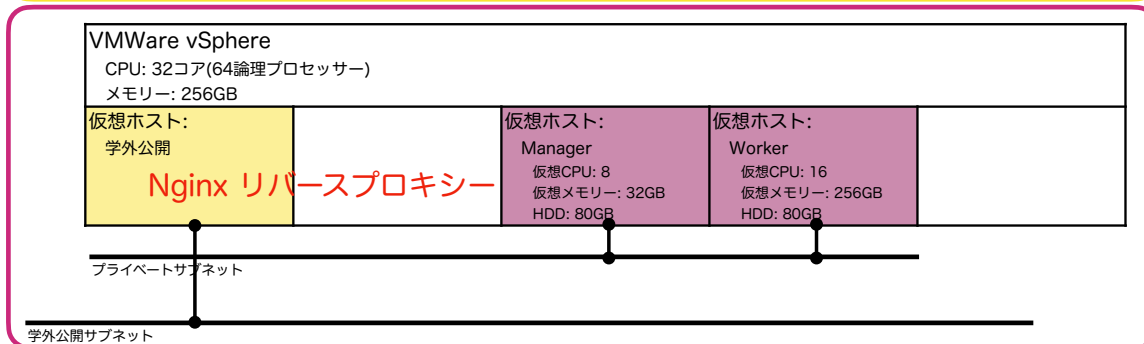 VMWare vSphere
CPU: 32コア(64論理プロセッサー)
メモリー: 256GB
仮想ホスト:
学外公開
Nginx リバースプロキシー
仮想ホスト:
Manager
仮想CPU: 8
仮想メモリー: 32GB
HDD: 80GB
仮想ホスト:
Worker
仮想CPU: 16
仮想メモリー: 256GB
HDD: 80GB
プライベートサブネット
学外公開サブネット